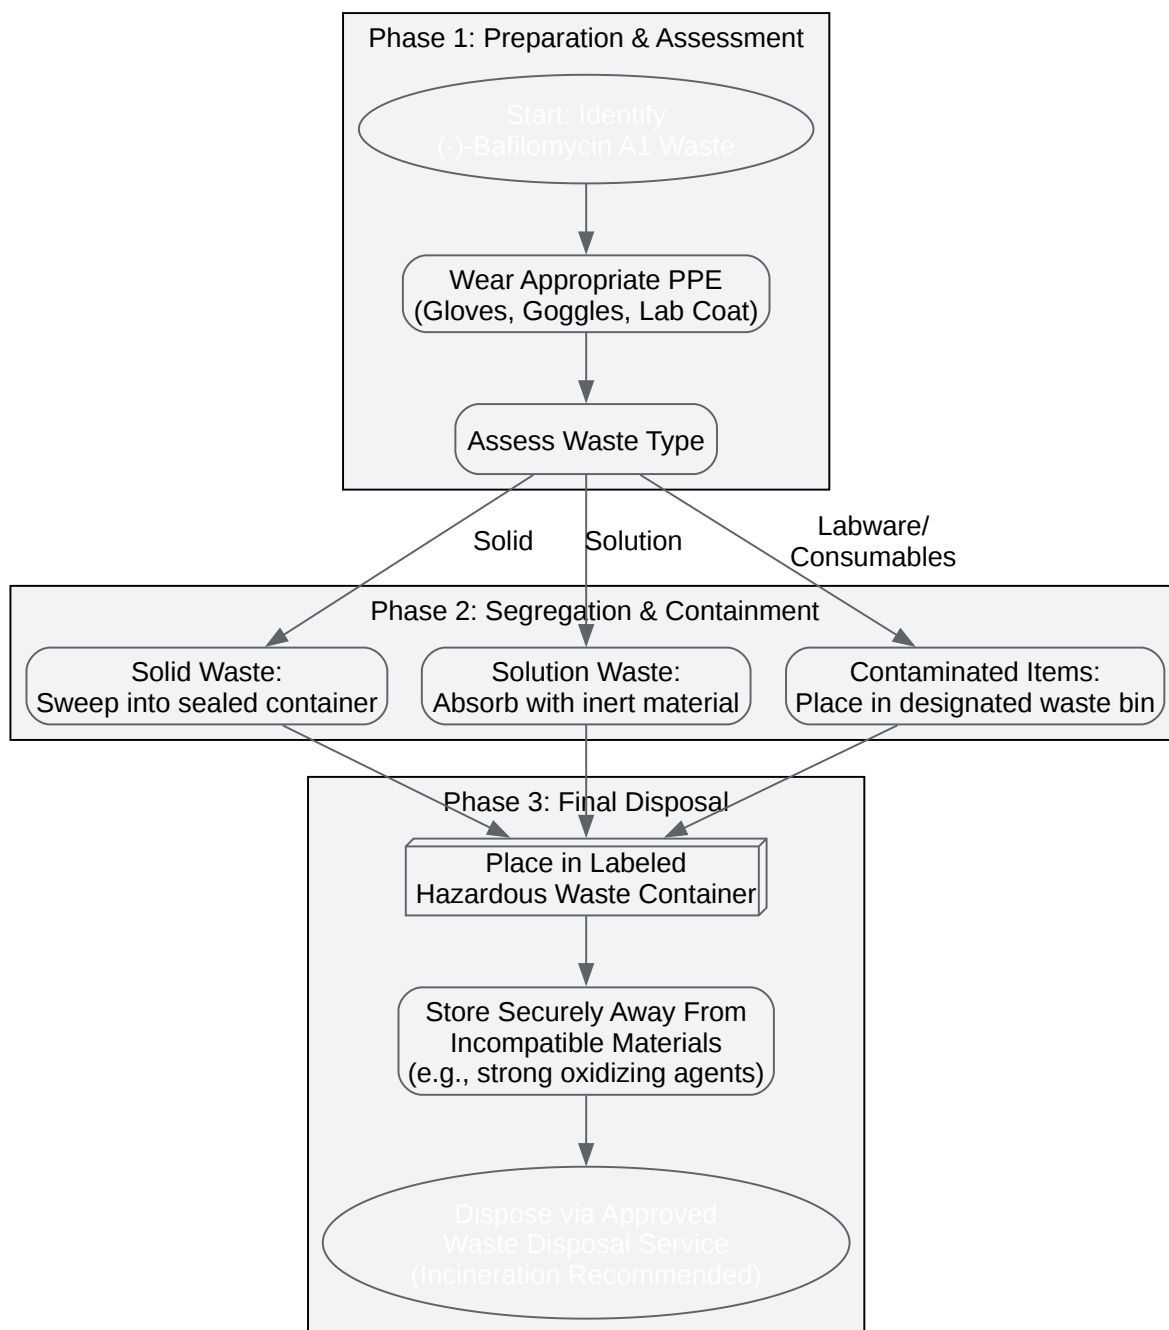 Phase 1: Preparation & Assessment
Start: Identify
(-)-Bafilomycin A1 Waste
Wear Appropriate PPE
(Gloves, Goggles, Lab Coat)
Assess Waste Type
Solid
Solution
Labware/
Consumables
Phase 2: Segregation & Containment
Solid Waste:
Sweep into sealed container
Solution Waste:
Absorb with inert material
Contaminated Items:
Place in designated waste bin
Phase 3: Final Disposal
Place in Labeled
Hazardous Waste Container
Store Securely Away From
Incompatible Materials
(e.g., strong oxidizing agents)
Dispose via Approved
Waste Disposal Service
(Incineration Recommended)